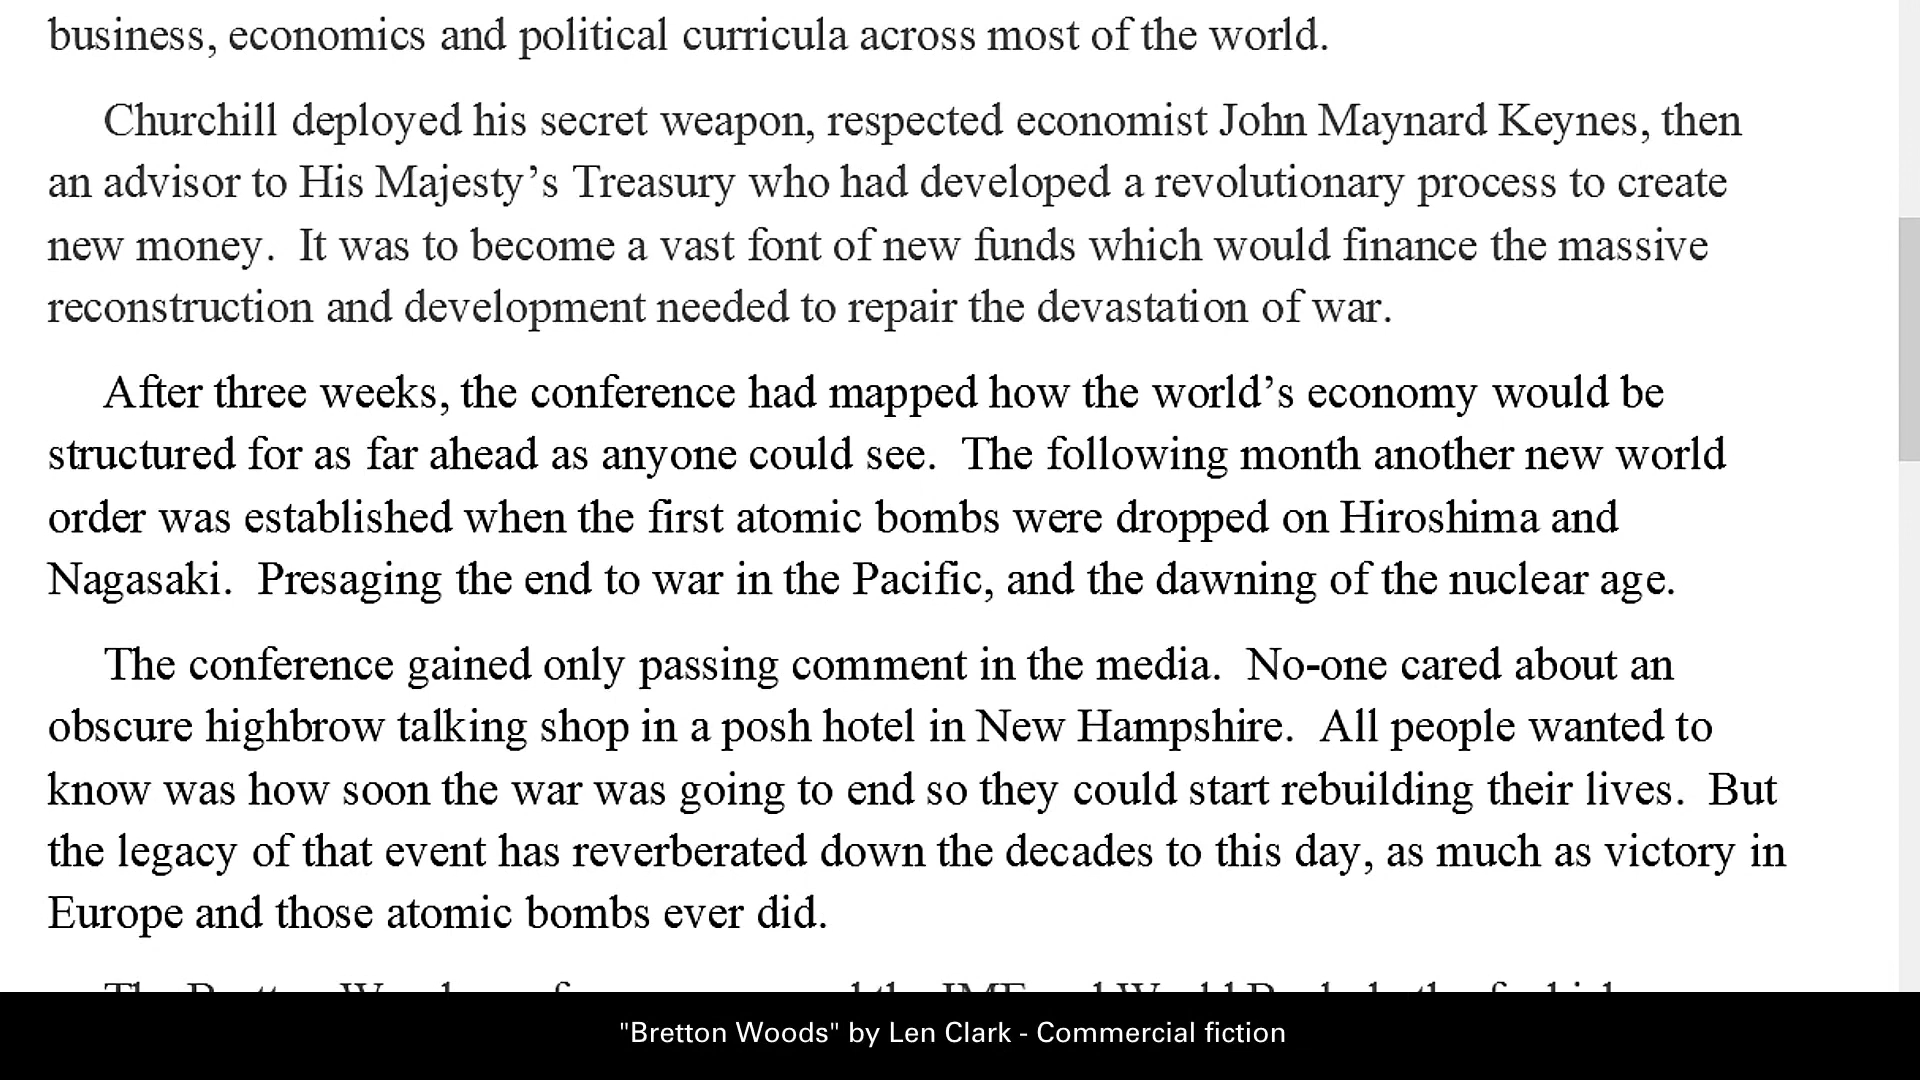 business, economics and political curricula across most of the world.
Churchill deployed his secret weapon, respected economist John Maynard Keynes, then
an advisor to His Majesty’s Treasury who had developed a revolutionary process to create
new money.  It was to become a vast font of new funds which would finance the massive
reconstruction and development needed to repair the devastation of war.
After three weeks, the conference had mapped how the world’s economy would be
structured for as far ahead as anyone could see.  The following month another new world
order was established when the first atomic bombs were dropped on Hiroshima and
Nagasaki.  Presaging the end to war in the Pacific, and the dawning of the nuclear age.
The conference gained only passing comment in the media.  No-one cared about an
obscure highbrow talking shop in a posh hotel in New Hampshire.  All people wanted to
know was how soon the war was going to end so they could start rebuilding their lives.  But
the legacy of that event has reverberated down the decades to this day, as much as victory in
Europe and those atomic bombs ever did.
The Bretton Woods
"Bretton Woods" by Len Clark - Commercial fiction